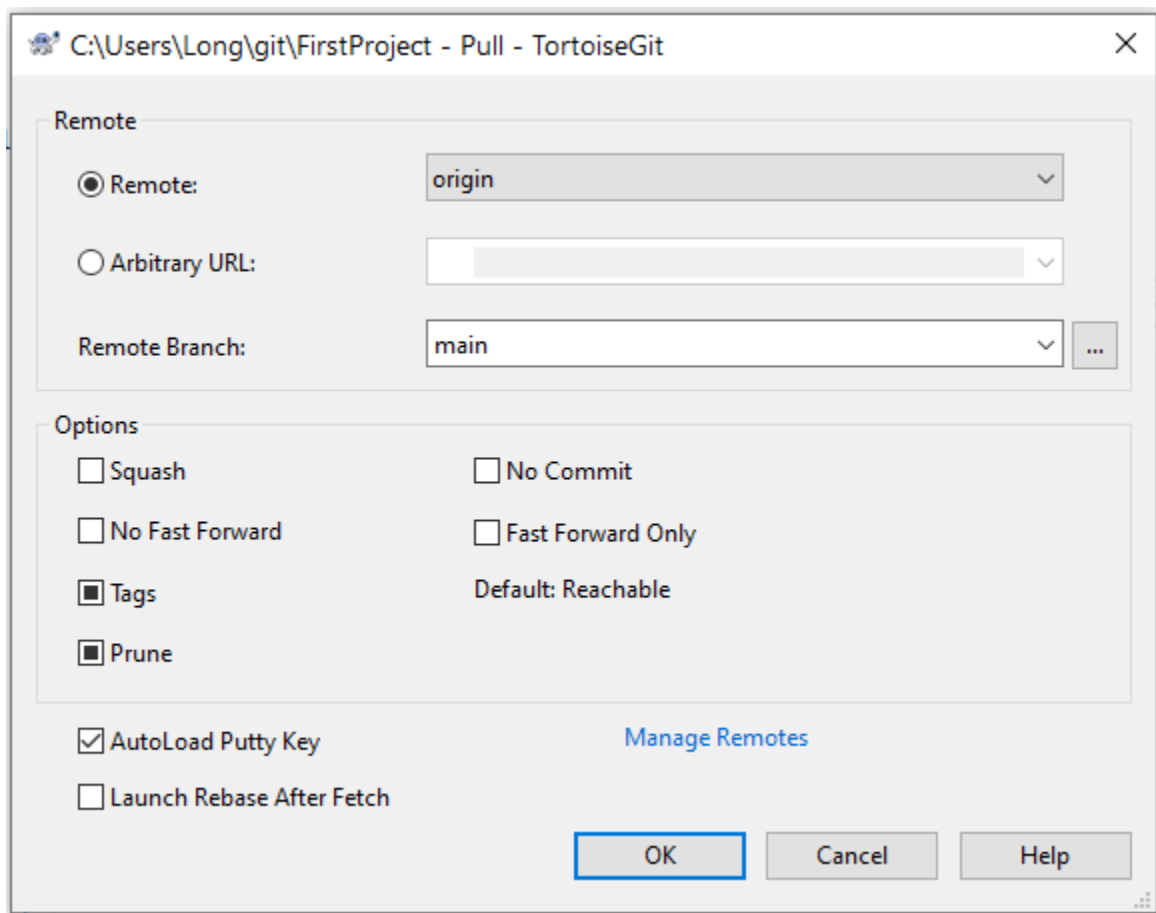 C:\Users\Long\git\FirstProject - Pull - TortoiseGit
Remote
Remote:
origin
Arbitrary URL:
Remote Branch:
main
...
Options
Squash
No Commit
No Fast Forward
Fast Forward Only
Tags
Default: Reachable
Prune
AutoLoad Putty Key
Manage Remotes
Launch Rebase After Fetch
OK
Cancel
Help